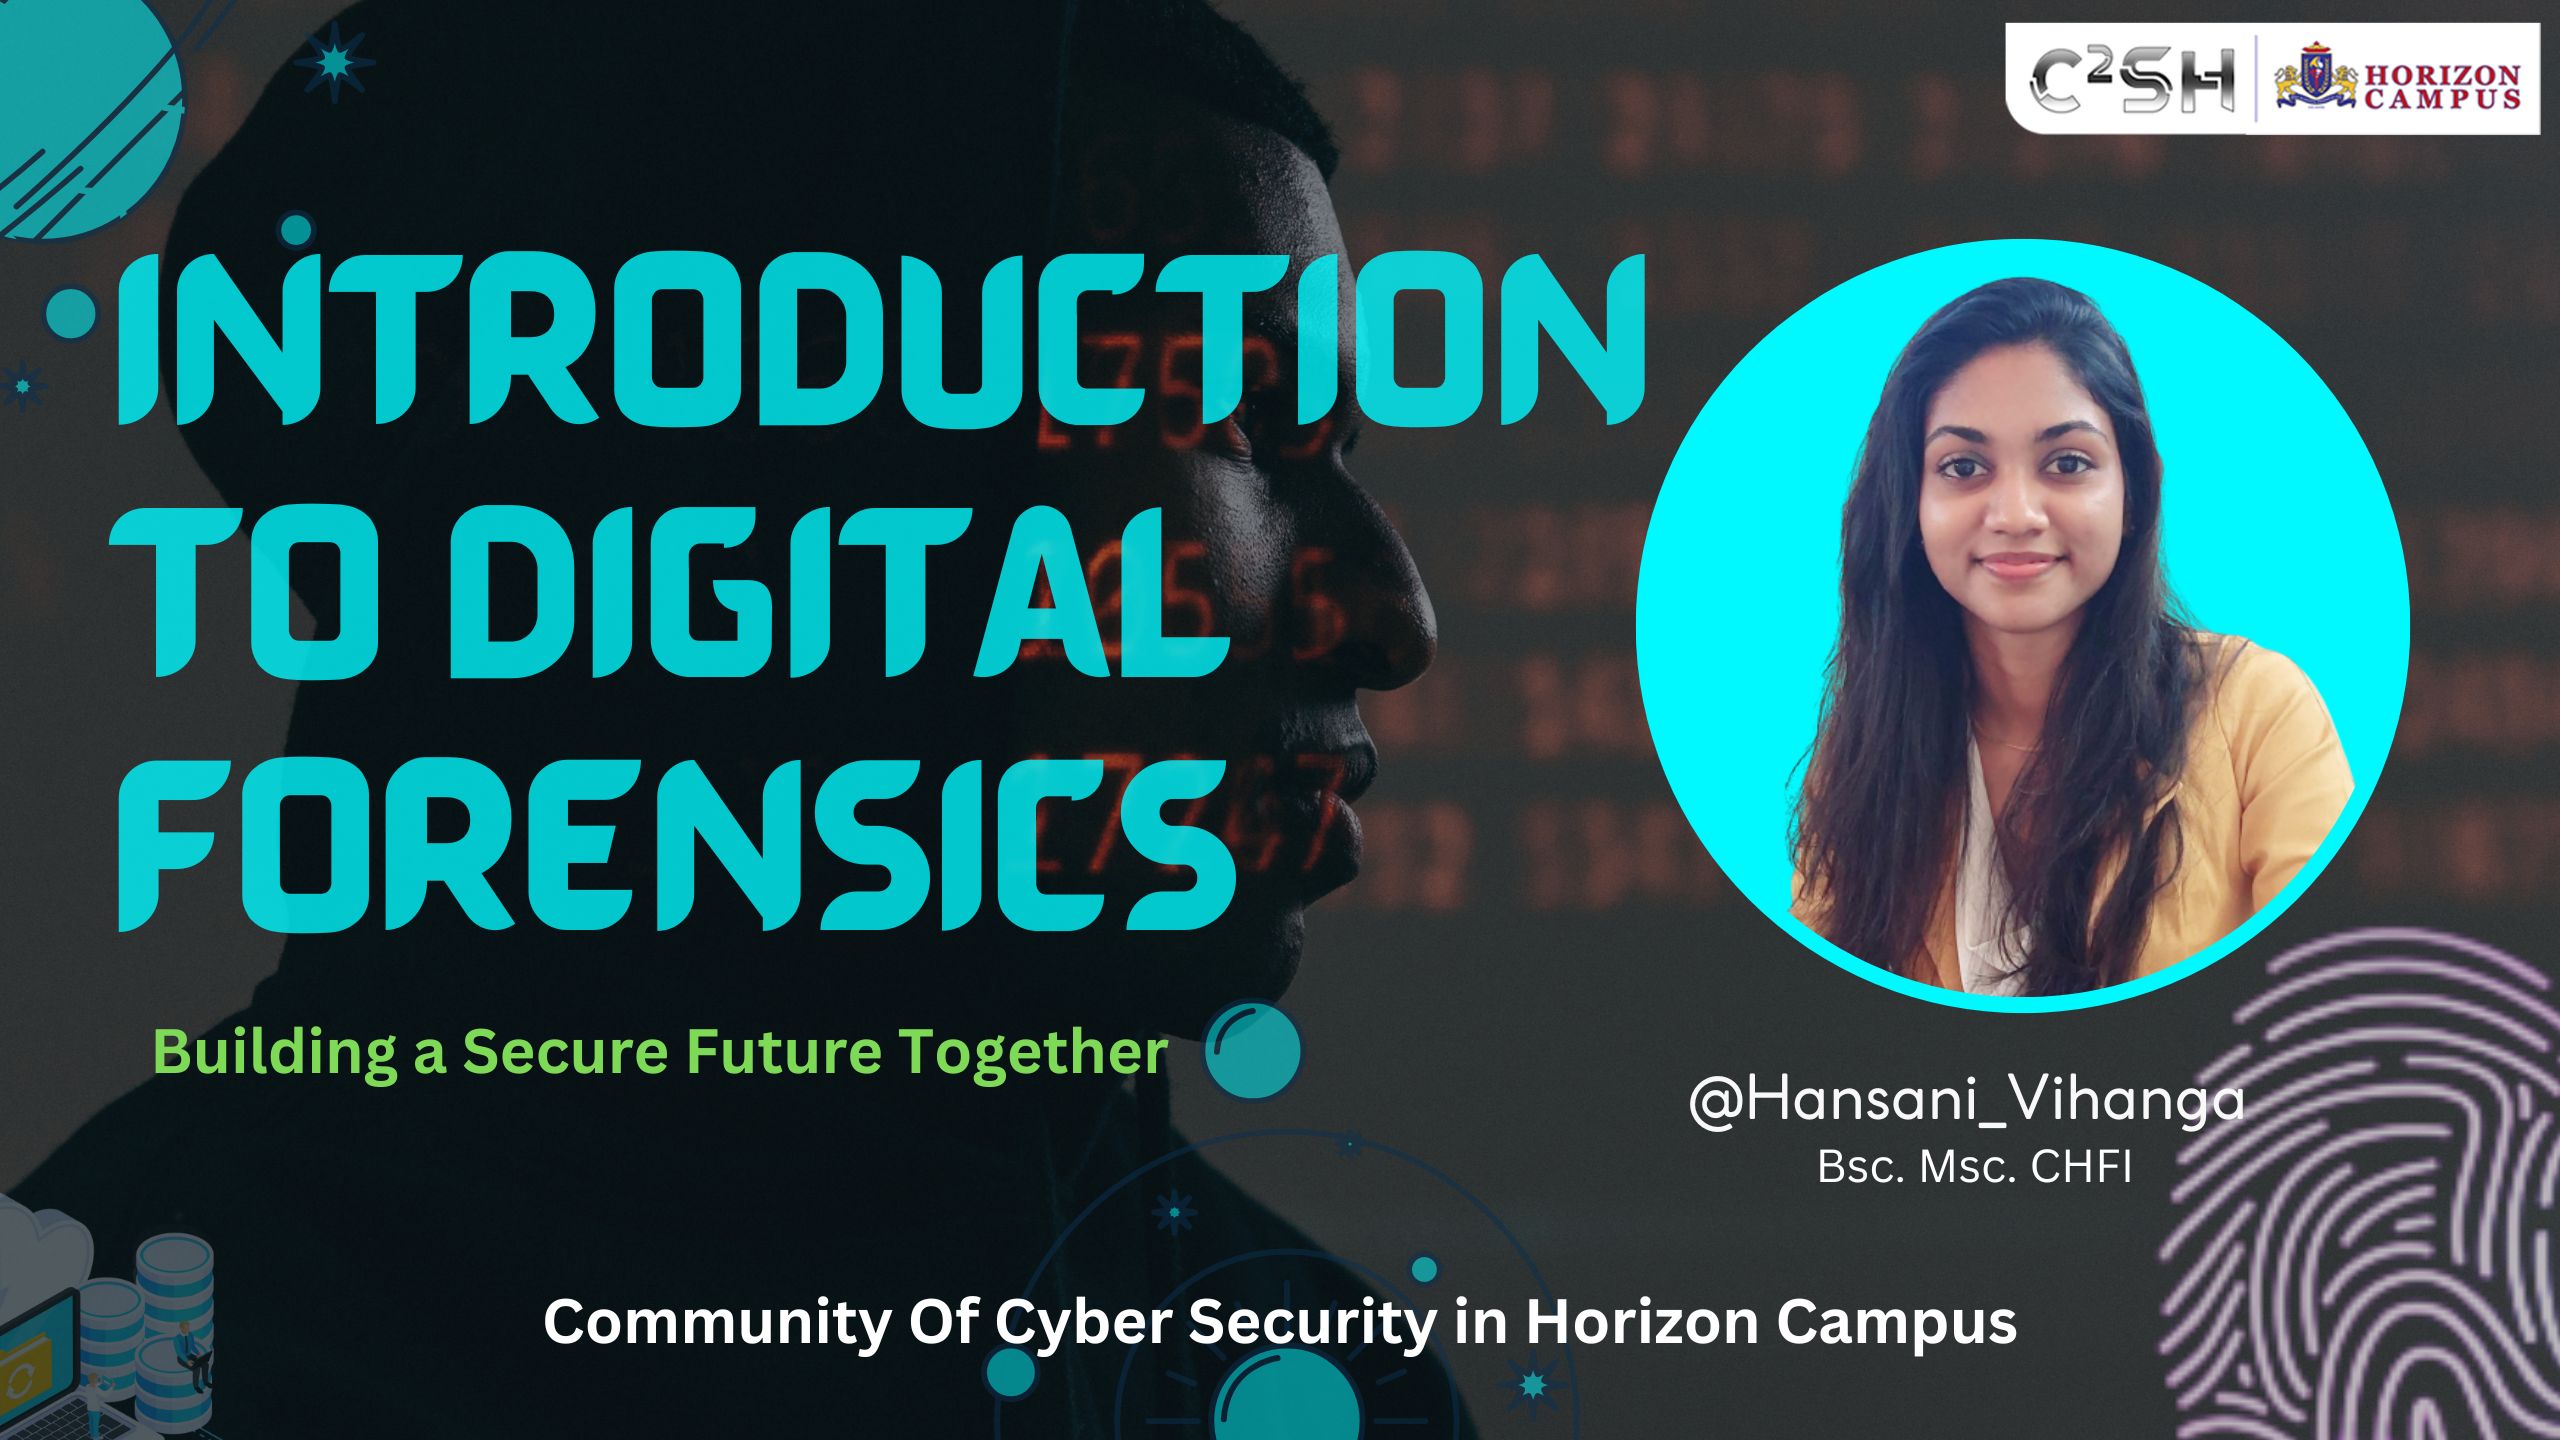 C²SH
HORIZON
CAMPUS
INTRODUCTION
TO DIGITAL
FORENSICS
Building a Secure Future Together
@Hansani_Vihanga
Bsc. Msc. CHFI
Community Of Cyber Security in Horizon Campus